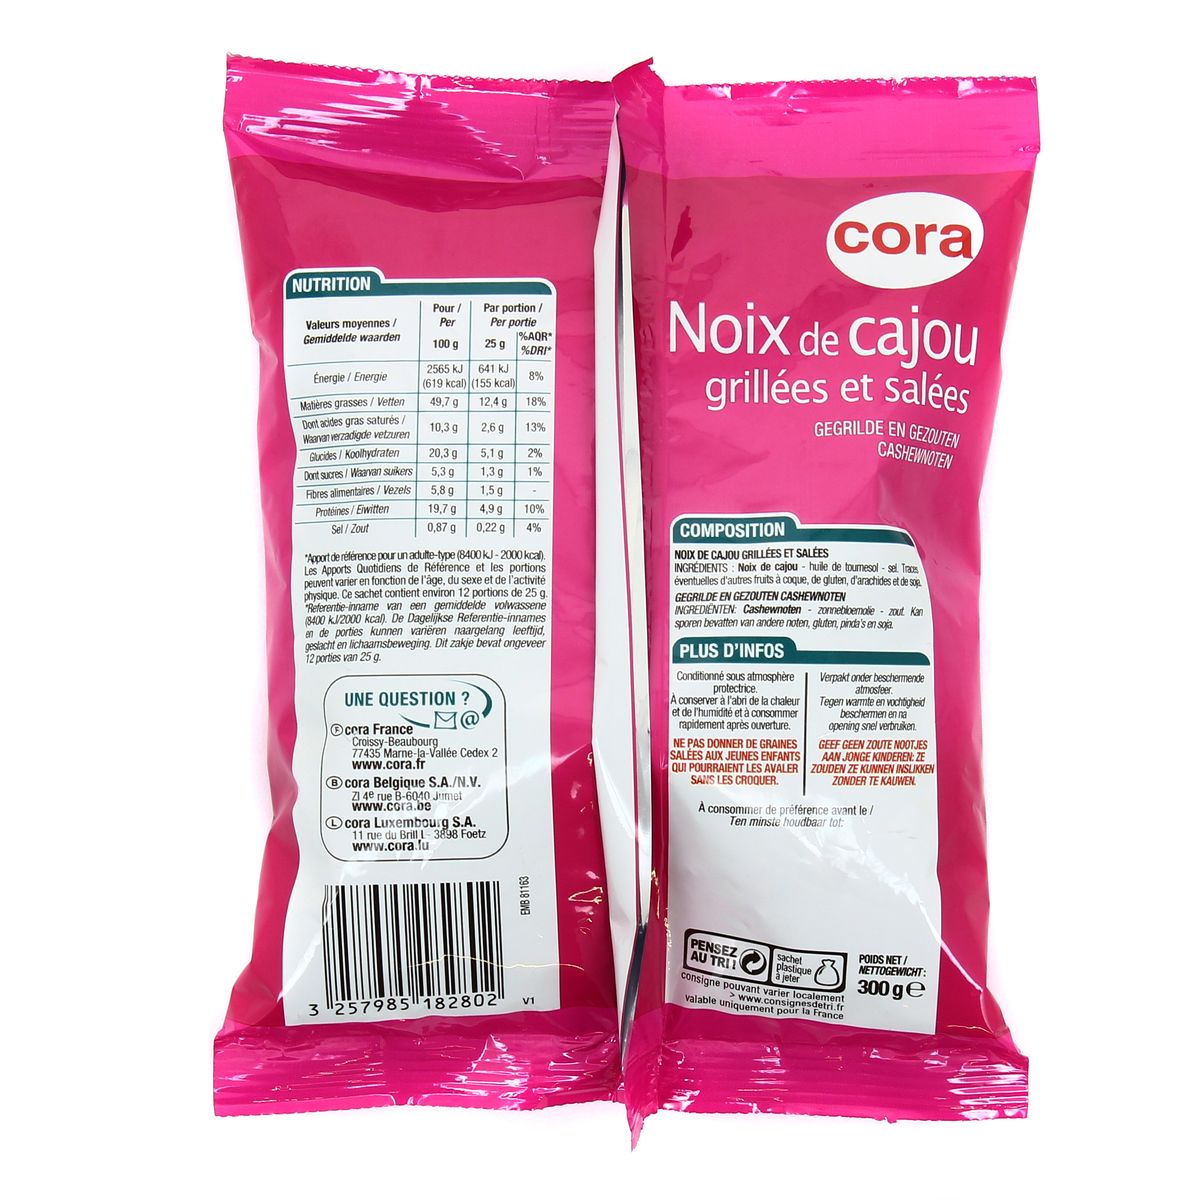 NUTRITION
Valeurs moyennes /
Gemiddelde waarden
Pour /
Per
100 g
Par portion /
Per portie
25 g
%AQR*
%DRI*
Énergie / Energie
2565 kJ
(619 kcal)
641 kJ
(155 kcal)
8%
Matières grasses / Vetten 49,7 g 12,4 g 18%
Dont acides gras saturés /
Waarvan verzadigde vetzuren
10,3 g 2,6 g 13%
Glucides / Koolhydraten 20,3 g 5,1 g 2%
Dont sucres / Waarvan suikers 5,3 g 1,3 g 1%
Fibres alimentaires / Vezels 5,8 g 1,5 g -
Protéines / Eiwitten 19,7 g 4,9 g 10%
Sel / Zout 0,87 g 0,22 g 4%
*Apport de référence pour un adulte-type (8400 kJ - 2000 kcal).
Les Apports Quotidiens de Référence et les portions
peuvent varier en fonction de l'âge, du sexe et de l'activité
physique. Ce sachet contient environ 12 portions de 25 g.
*Referentie-inname van een gemiddelde volwassene
(8400 kJ/2000 kcal). De Dagelijkse Referentie-innames
en de porties kunnen variëren naargelang leeftijd,
geslacht en lichaamsbeweging. Dit zakje bevat ongeveer
12 porties van 25 g.
UNE QUESTION ?
@
F cora France
Croissy-Beaubourg
77435 Marne-la-Vallée Cedex 2
www.cora.fr
B cora Belgique S.A./N.V.
ZI 4e rue B-6040 Jumet
www.cora.be
L cora Luxembourg S.A.
11 rue du Brill L- 3898 Foetz
www.cora.lu
EMB 81163
3 257985 182802 V1
cora
Noix de cajou
grillées et salées
GEGRILDE EN GEZOUTEN
CASHEWNOTEN
COMPOSITION
NOIX DE CAJOU GRILLÉES ET SALÉES
INGRÉDIENTS : Noix de cajou - huile de tournesol - sel. Traces
éventuelles d'autres fruits à coque, de gluten, d'arachides et de soja.
GEGRILDE EN GEZOUTEN CASHEWNOTEN
INGREDIËNTEN: Cashewnoten - zonnebloemolie - zout. Kan
sporen bevatten van andere noten, gluten, pinda's en soja.
PLUS D'INFOS
Conditionné sous atmosphère
protectrice.
À conserver à l'abri de la chaleur
et de l'humidité et à consommer
rapidement après ouverture.
NE PAS DONNER DE GRAINES
SALÉES AUX JEUNES ENFANTS
QUI POURRAIENT LES AVALER
SANS LES CROQUER.
Verpakt onder beschermende
atmosfeer.
Tegen warmte en vochtigheid
beschermen en na
opening snel verbruiken.
GEEF GEEN ZOUTE NOOTJES
AAN JONGE KINDEREN: ZE
ZOUDEN ZE KUNNEN INSLIKKEN
ZONDER TE KAUWEN.
À consommer de préférence avant le /
Ten minste houdbaar tot:
PENSEZ
AU TRI !
sachet
plastique
à jeter
consigne pouvant varier localement
> www.consignesdetri.fr
valable uniquement pour la France
POIDS NET /
NETTOGEWICHT :
300 g ℮